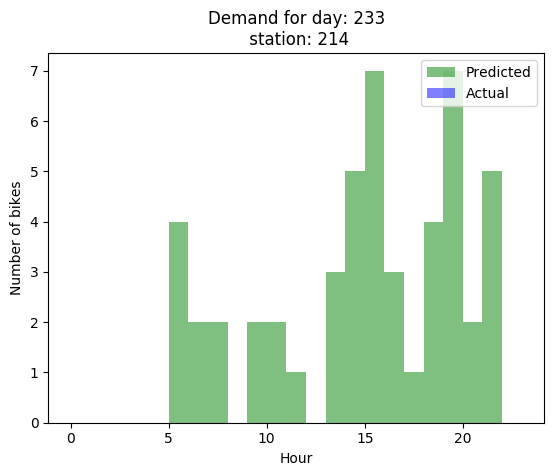 Demand for day: 233
station: 214
Predicted
Actual
Number of bikes
7
6
5
4
3
2
1
0
0
5
10
15
20
Hour